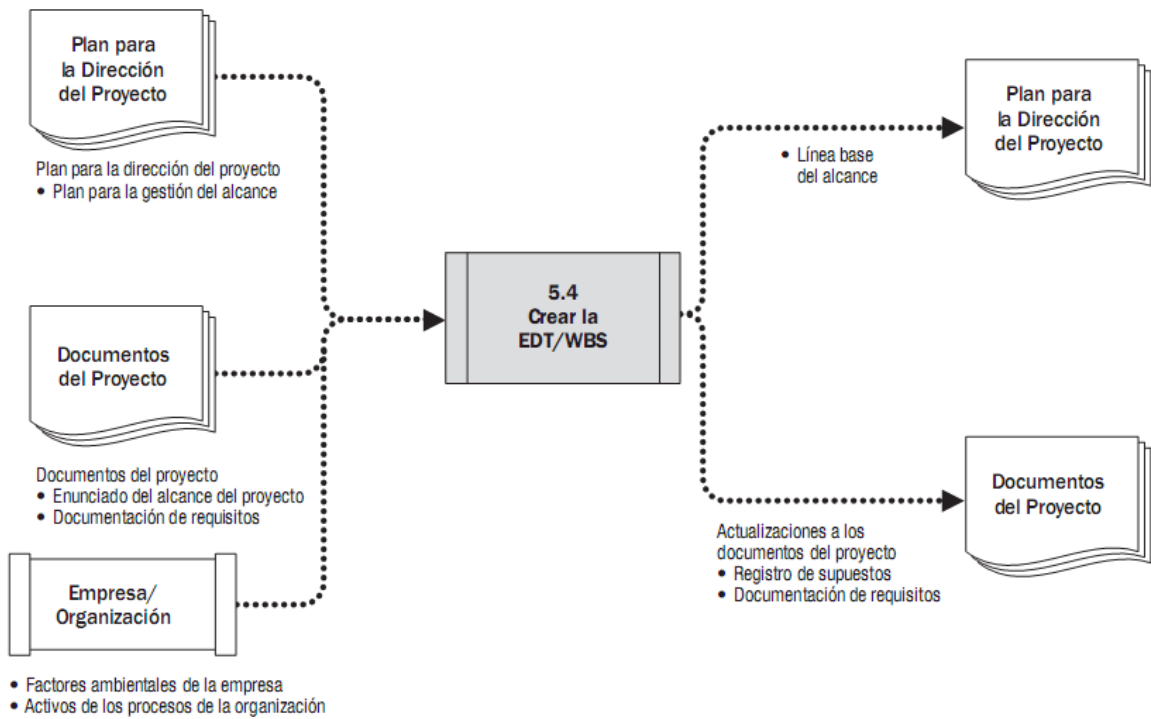 Plan para
la Dirección
del Proyecto
Plan para la dirección del proyecto
• Plan para la gestión del alcance
Documentos
del Proyecto
Documentos del proyecto
• Enunciado del alcance del proyecto
• Documentación de requisitos
Empresa/
Organización
• Factores ambientales de la empresa
• Activos de los procesos de la organización
5.4
Crear la
EDT/WBS
• Línea base
del alcance
Plan para
la Dirección
del Proyecto
Actualizaciones a los
documentos del proyecto
• Registro de supuestos
• Documentación de requisitos
Documentos
del Proyecto